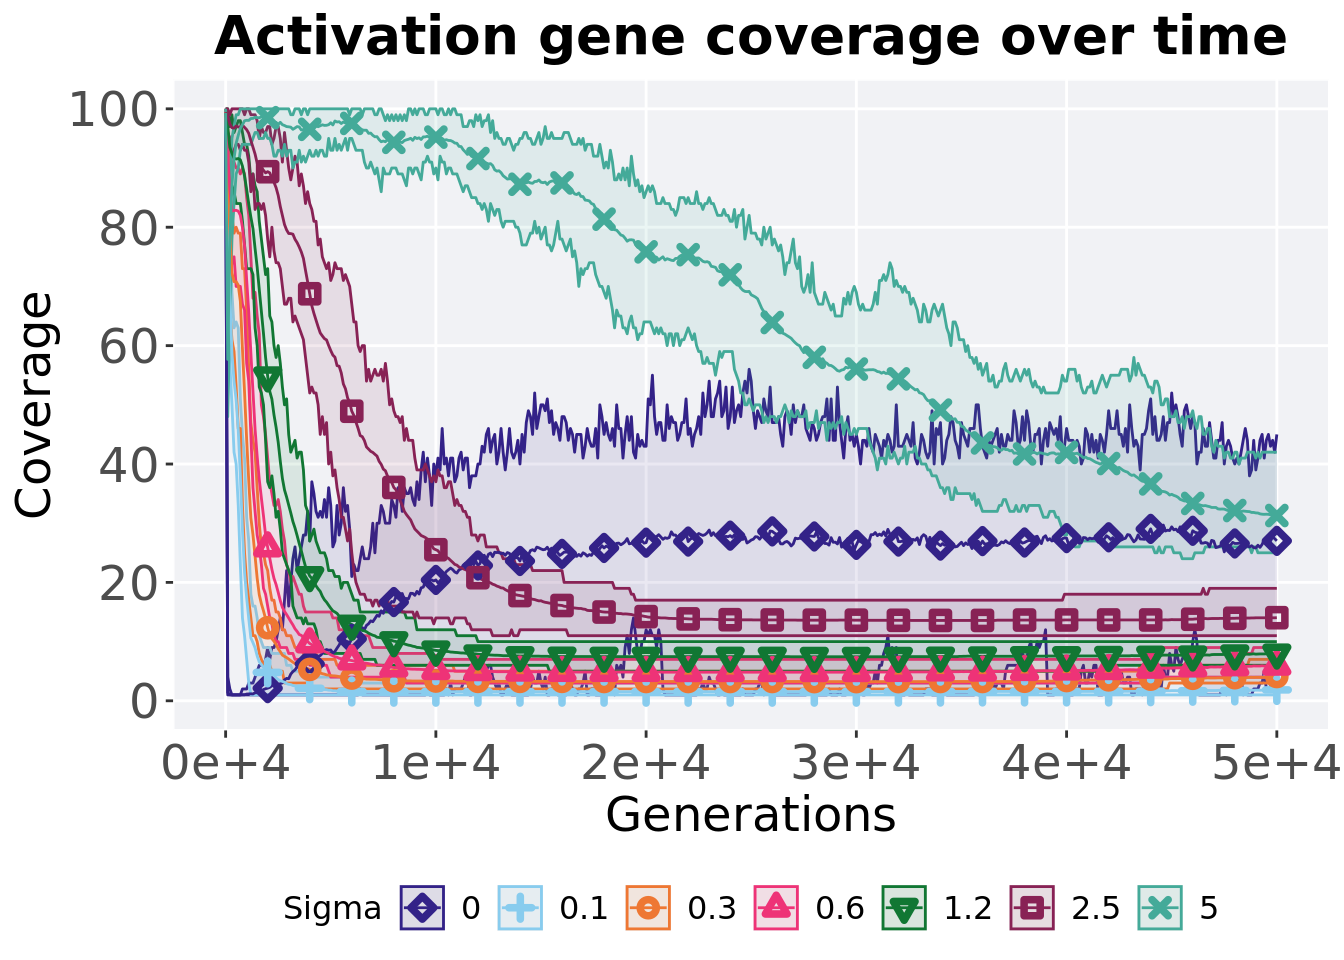 Activation gene coverage over time
Coverage
100
80
60
40
20
0
0e+4 1e+4 2e+4 3e+4 4e+4 5e+4
Generations
Sigma 0 0.1 0.3 0.6 1.2 2.5 5